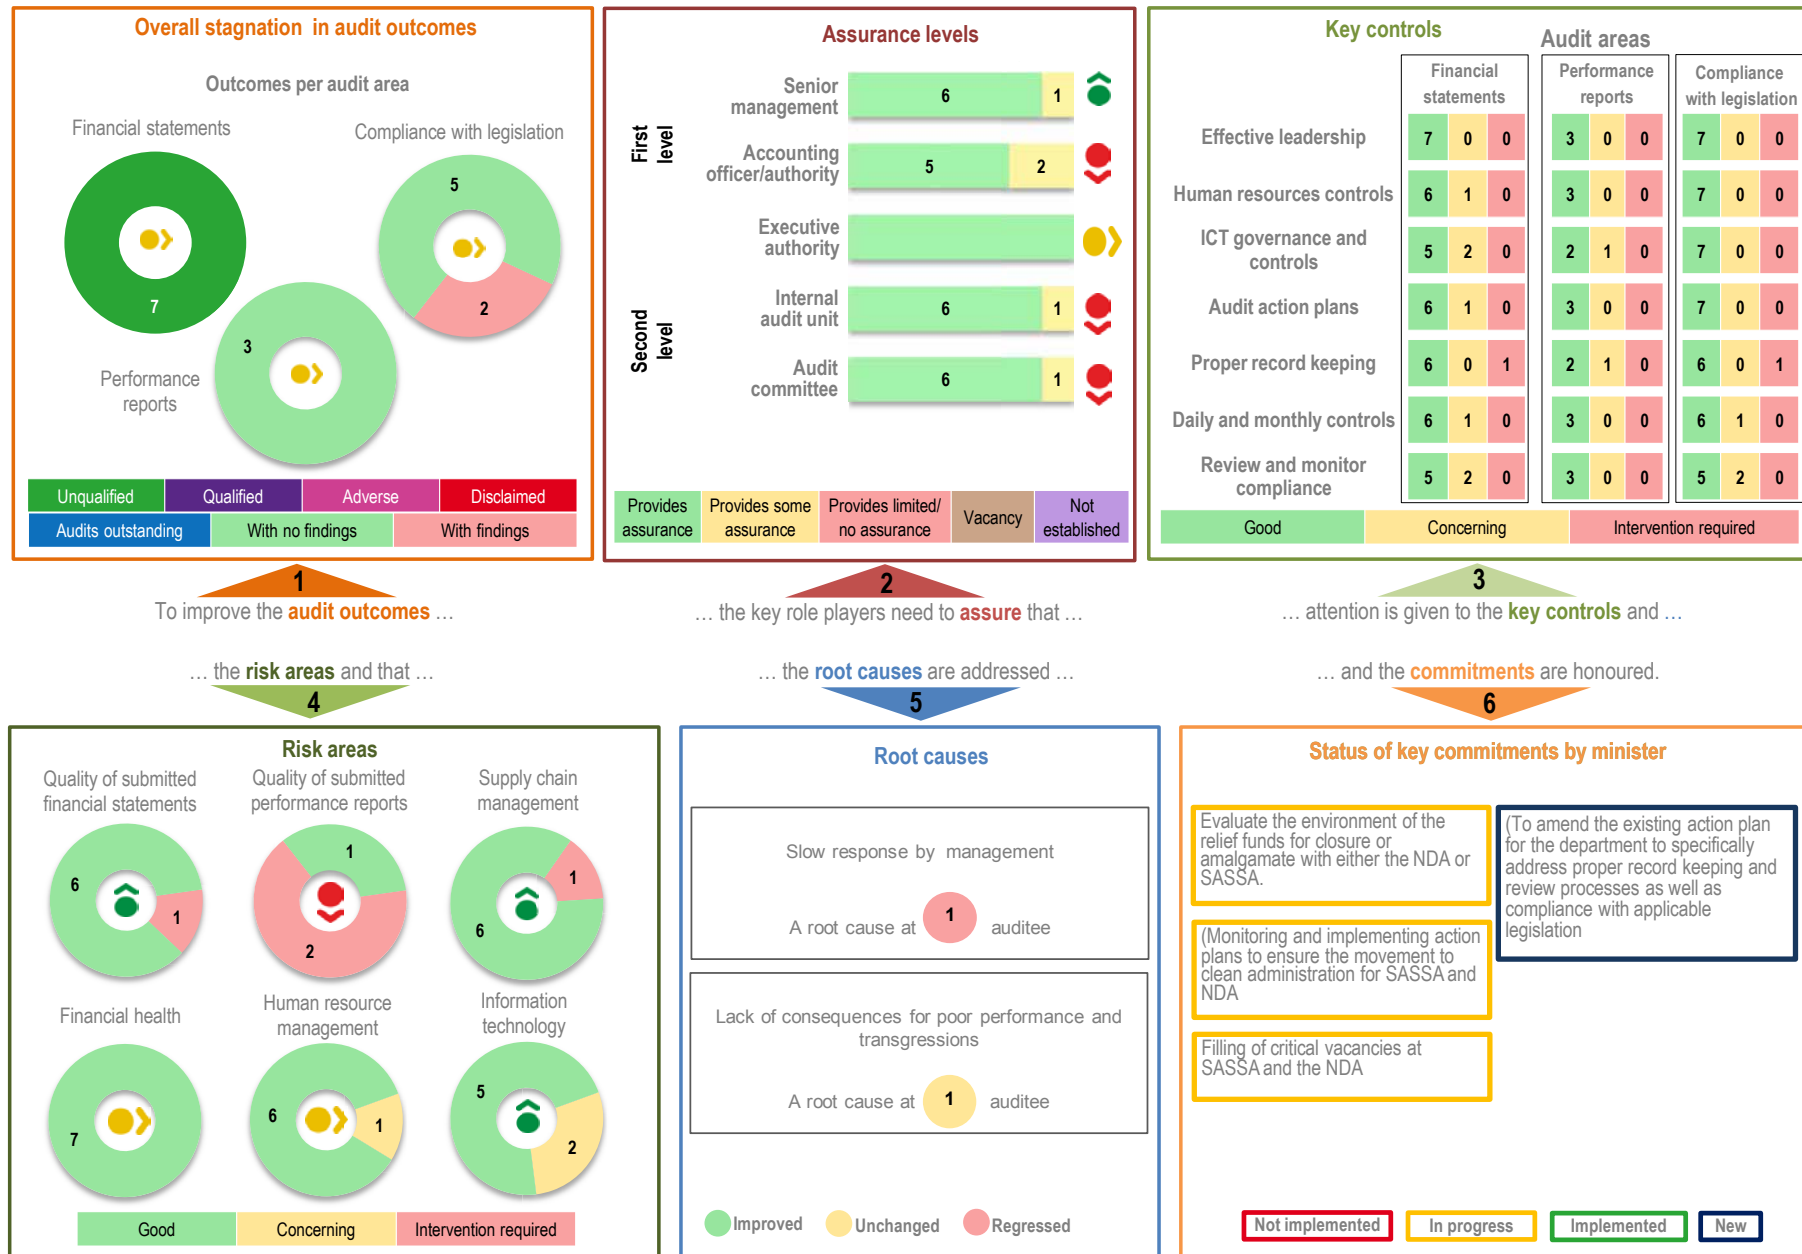 Overall stagnation in audit outcomes
Outcomes per audit area
Financial statements
7
Compliance with legislation
5
2
Performance
reports
3
Unqualified
Qualified
Adverse
Disclaimed
Audits outstanding
With no findings
With findings
Assurance levels
First
level
Senior
management
6
1
Accounting
officer/authority
5
2
Executive
authority
Second
level
Internal
audit unit
6
1
Audit
committee
6
1
Provides
assurance
Provides some
assurance
Provides limited/
no assurance
Vacancy
Not
established
Key controls
Audit areas
Financial
statements
Performance
reports
Compliance
with legislation
Effective leadership
7 0 0 3 0 0 7 0 0
Human resources controls
6 1 0 3 0 0 7 0 0
ICT governance and
controls
5 2 0 2 1 0 7 0 0
Audit action plans
6 1 0 3 0 0 7 0 0
Proper record keeping
6 0 1 2 1 0 6 0 1
Daily and monthly controls
6 1 0 3 0 0 6 1 0
Review and monitor
compliance
5 2 0 3 0 0 5 2 0
Good
Concerning
Intervention required
1
To improve the audit outcomes …
2
… the key role players need to assure that …
3
… attention is given to the key controls and …
… the risk areas and that …
4
… the root causes are addressed …
5
… and the commitments are honoured.
6
Risk areas
Quality of submitted
financial statements
6
1
Quality of submitted
performance reports
1
2
Supply chain
management
1
6
Financial health
7
Human resource
management
6
1
Information
technology
5
2
Good
Concerning
Intervention required
Root causes
Slow response by management
A root cause at 1 auditee
Lack of consequences for poor performance and
transgressions
A root cause at 1 auditee
Improved
Unchanged
Regressed
Status of key commitments by minister
Evaluate the environment of the
relief funds for closure or
amalgamate with either the NDA or
SASSA.
(Monitoring and implementing action
plans to ensure the movement to
clean administration for SASSA and
NDA
Filling of critical vacancies at
SASSA and the NDA
(To amend the existing action plan
for the department to specifically
address proper record keeping and
review processes as well as
compliance with applicable
legislation
Not implemented
In progress
Implemented
New